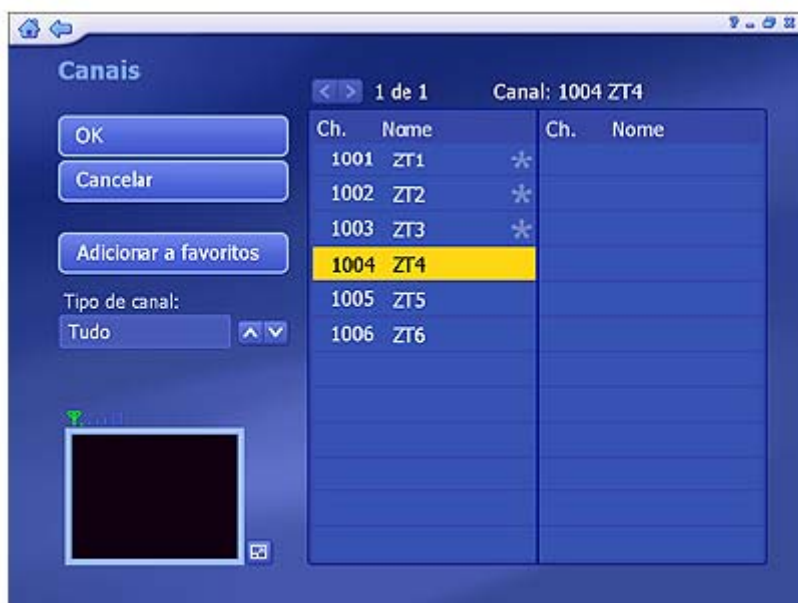 Canais
1 de 1 Canal: 1004 ZT4
OK
Cancelar
Adicionar a favoritos
Tipo de canal:
Tudo
Ch. Nome Ch. Nome
1001 ZT1 *
1002 ZT2 *
1003 ZT3 *
1004 ZT4
1005 ZT5
1006 ZT6